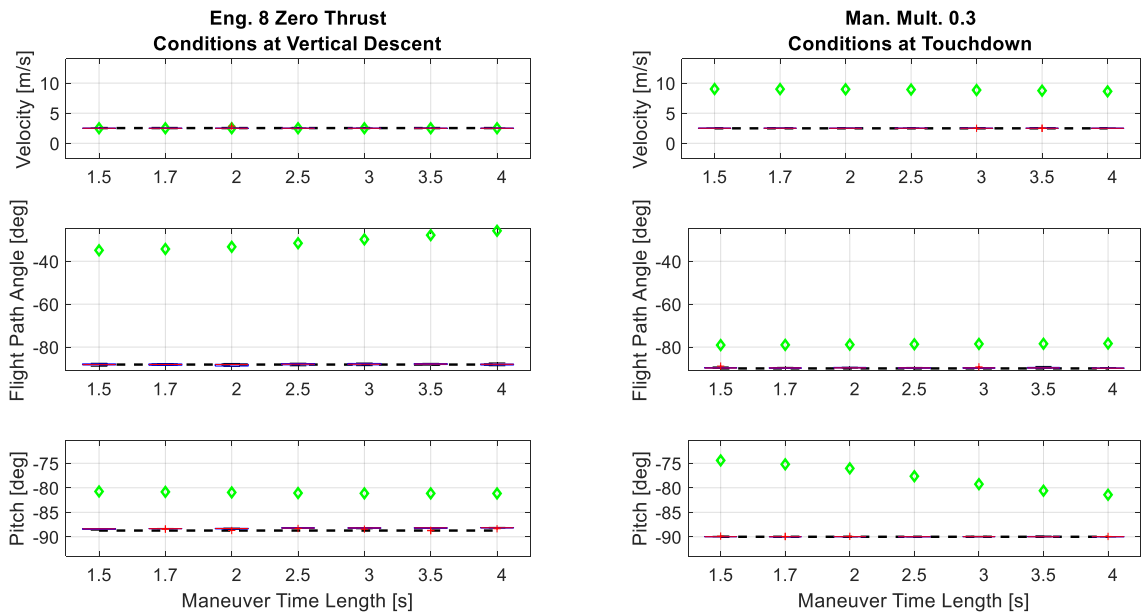 Eng. 8 Zero Thrust
Conditions at Vertical Descent
Velocity [m/s]
10
5
0
1.5 1.7 2 2.5 3 3.5 4
Flight Path Angle [deg]
-40
-60
-80
1.5 1.7 2 2.5 3 3.5 4
Pitch [deg]
-75
-80
-85
-90
1.5 1.7 2 2.5 3 3.5 4
Maneuver Time Length [s]
Man. Mult. 0.3
Conditions at Touchdown
Velocity [m/s]
10
5
0
1.5 1.7 2 2.5 3 3.5 4
Flight Path Angle [deg]
-40
-60
-80
1.5 1.7 2 2.5 3 3.5 4
Pitch [deg]
-75
-80
-85
-90
1.5 1.7 2 2.5 3 3.5 4
Maneuver Time Length [s]